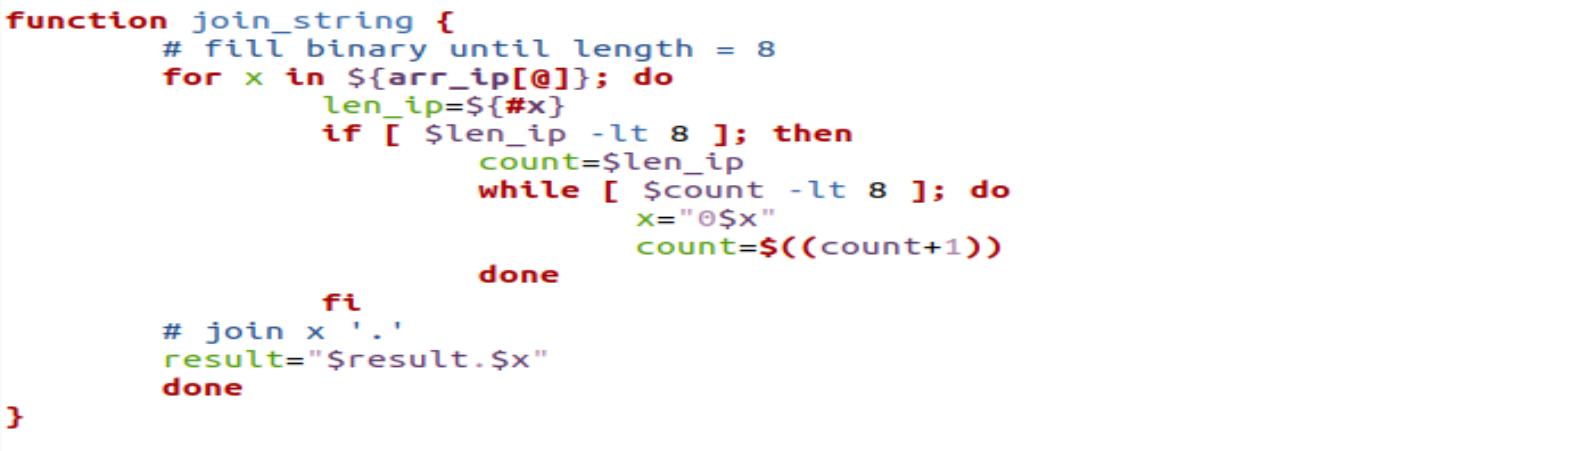 function join_string {
        # fill binary until length = 8
        for x in ${arr_ip[@]}; do
                len_ip=${#x}
                if [ $len_ip -lt 8 ]; then
                        count=$len_ip
                        while [ $count -lt 8 ]; do
                                x="0$x"
                                count=$((count+1))
                        done
                fi
        # join x '.'
        result="$result.$x"
        done
}